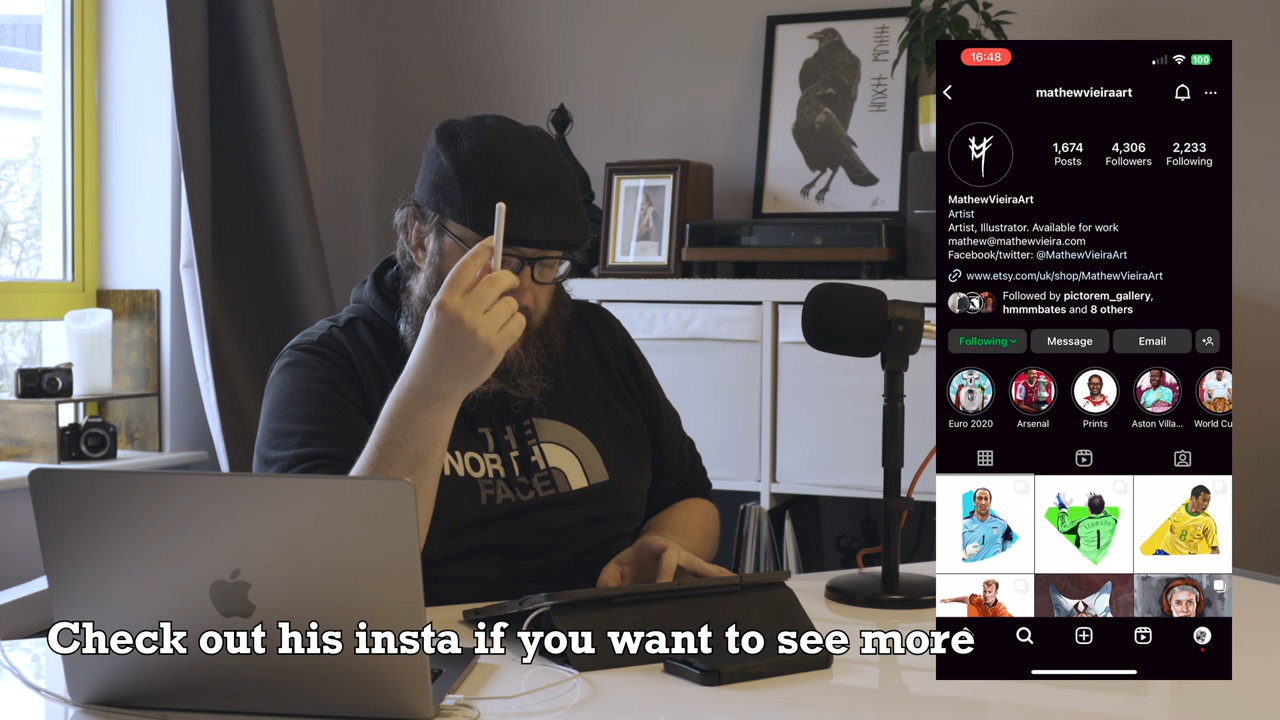 16:48
100
mathewvieiraart
1,674
Posts
4,306
Followers
2,233
Following
MathewVieiraArt
Artist
Artist, Illustrator. Available for work
mathew@mathewvieira.com
Facebook/twitter: @MathewVieiraArt
www.etsy.com/uk/shop/MathewVieiraArt
Followed by pictorem_gallery,
hmmmbates and 8 others
Following
Message
Email
Euro 2020
Arsenal
Prints
Aston Villa...
World Cu
1
1
8
THE
NORTH
FACE
Check out his insta if you want to see more